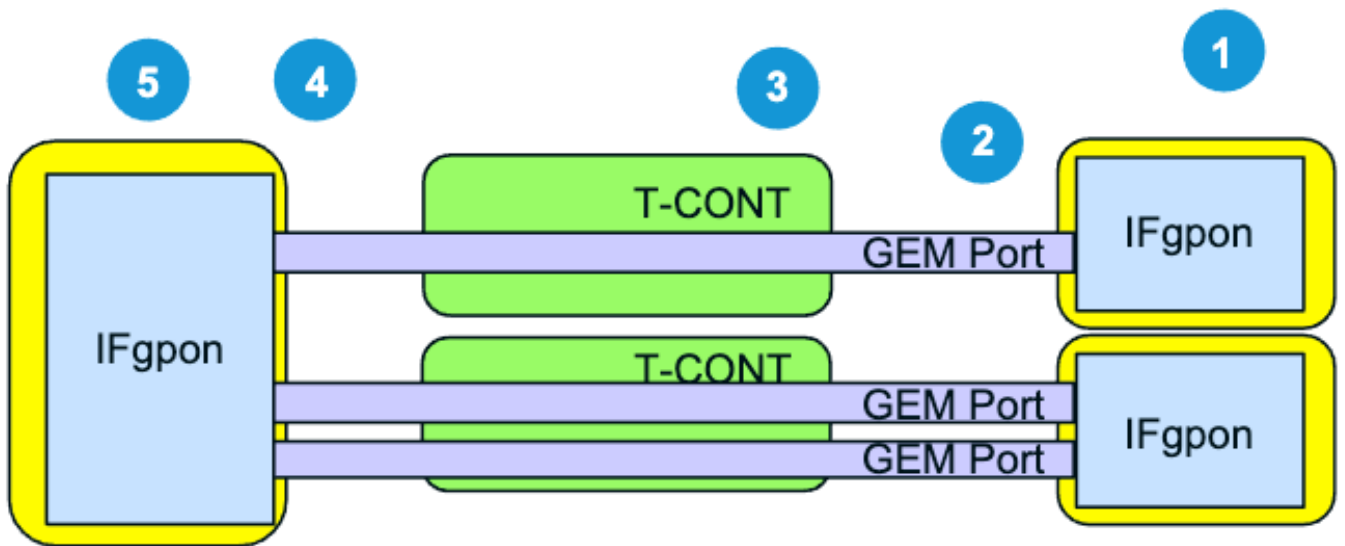 5
4
3
1
2
T-CONT
IFgpon
GEM Port
IFgpon
T-CONT
GEM Port
IFgpon
GEM Port